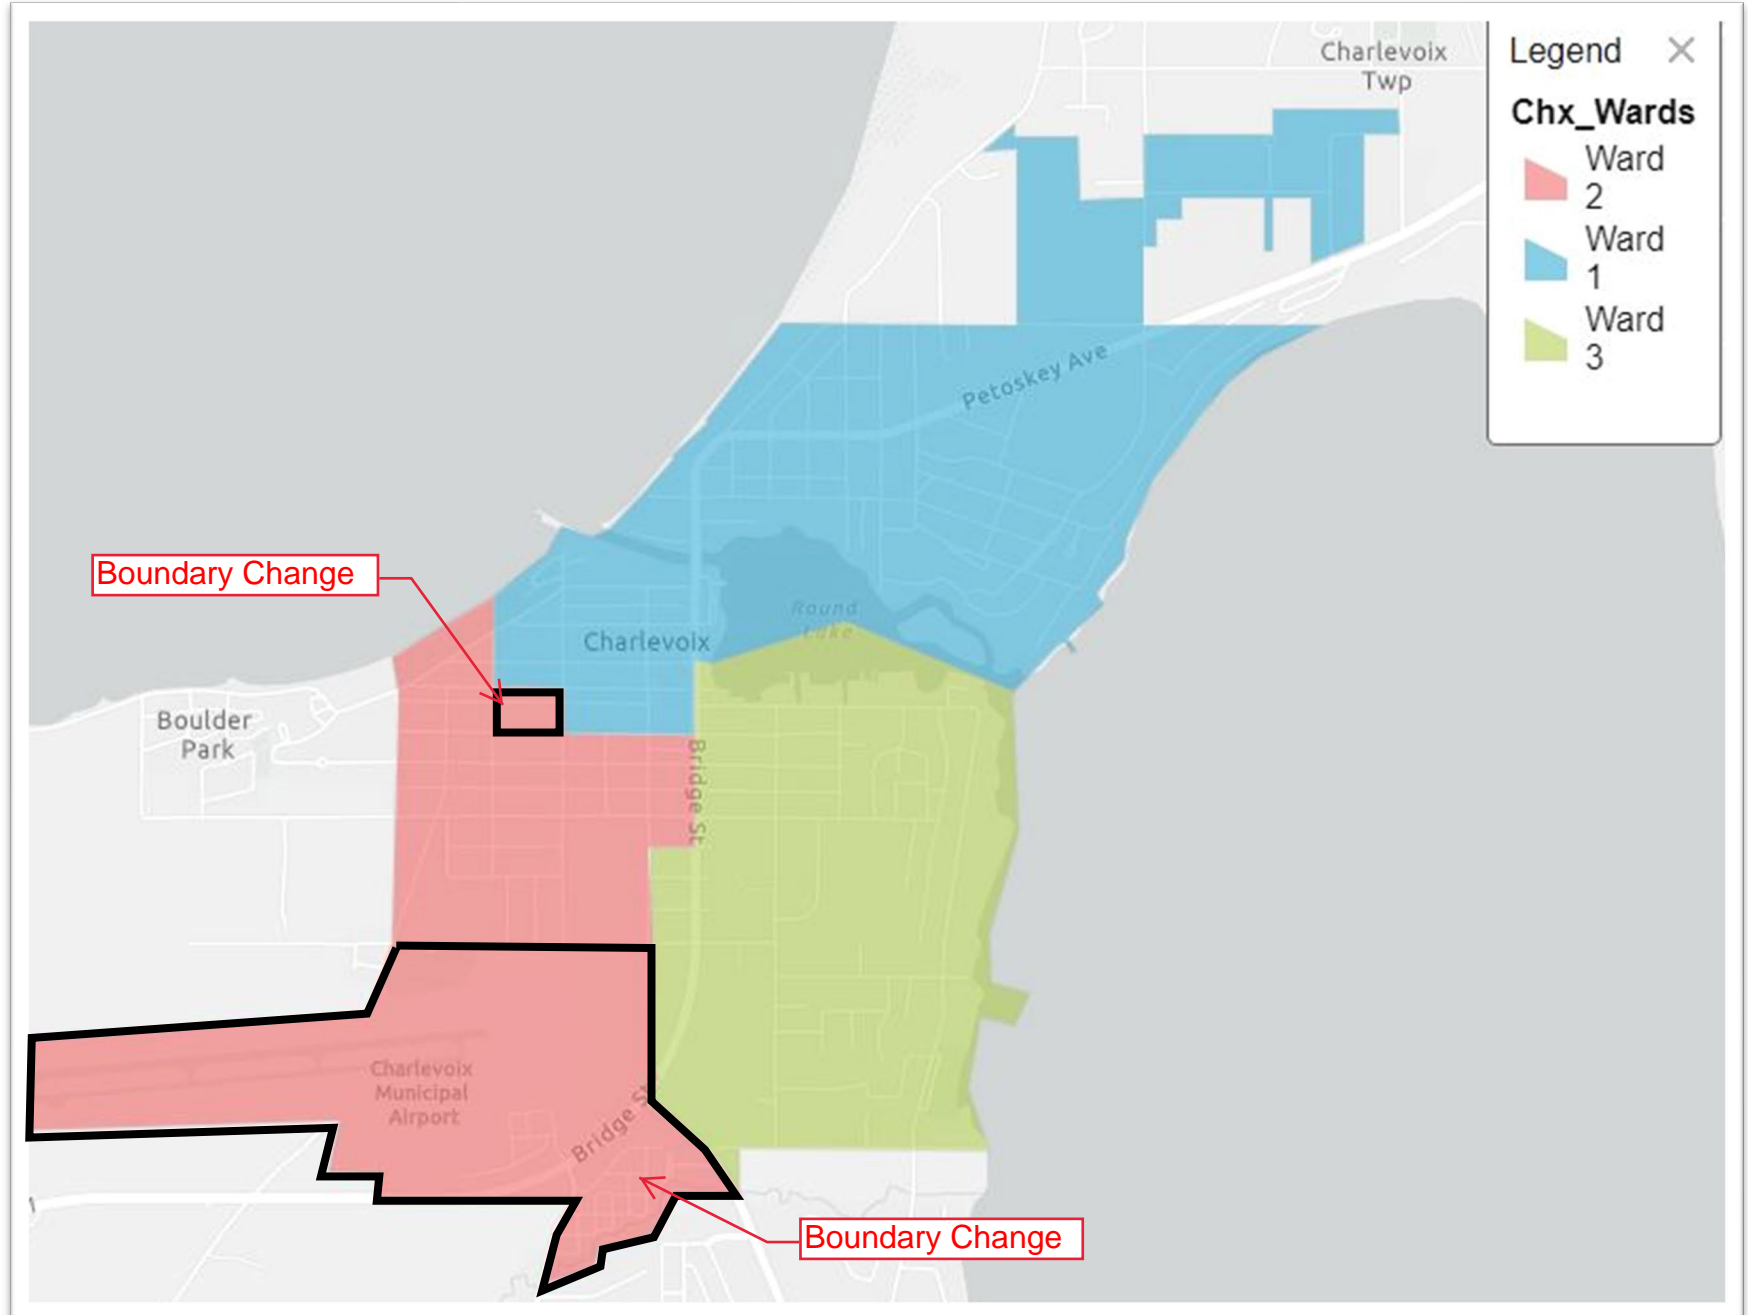 Charlevoix
Twp
Legend
Chx_Wards
Ward
2
Ward
1
Ward
3
Petoskey Ave
Boundary Change
Round
Lake
Charlevoix
Boulder
Park
Bridge St
Charlevoix
Municipal
Airport
Bridge St
Boundary Change